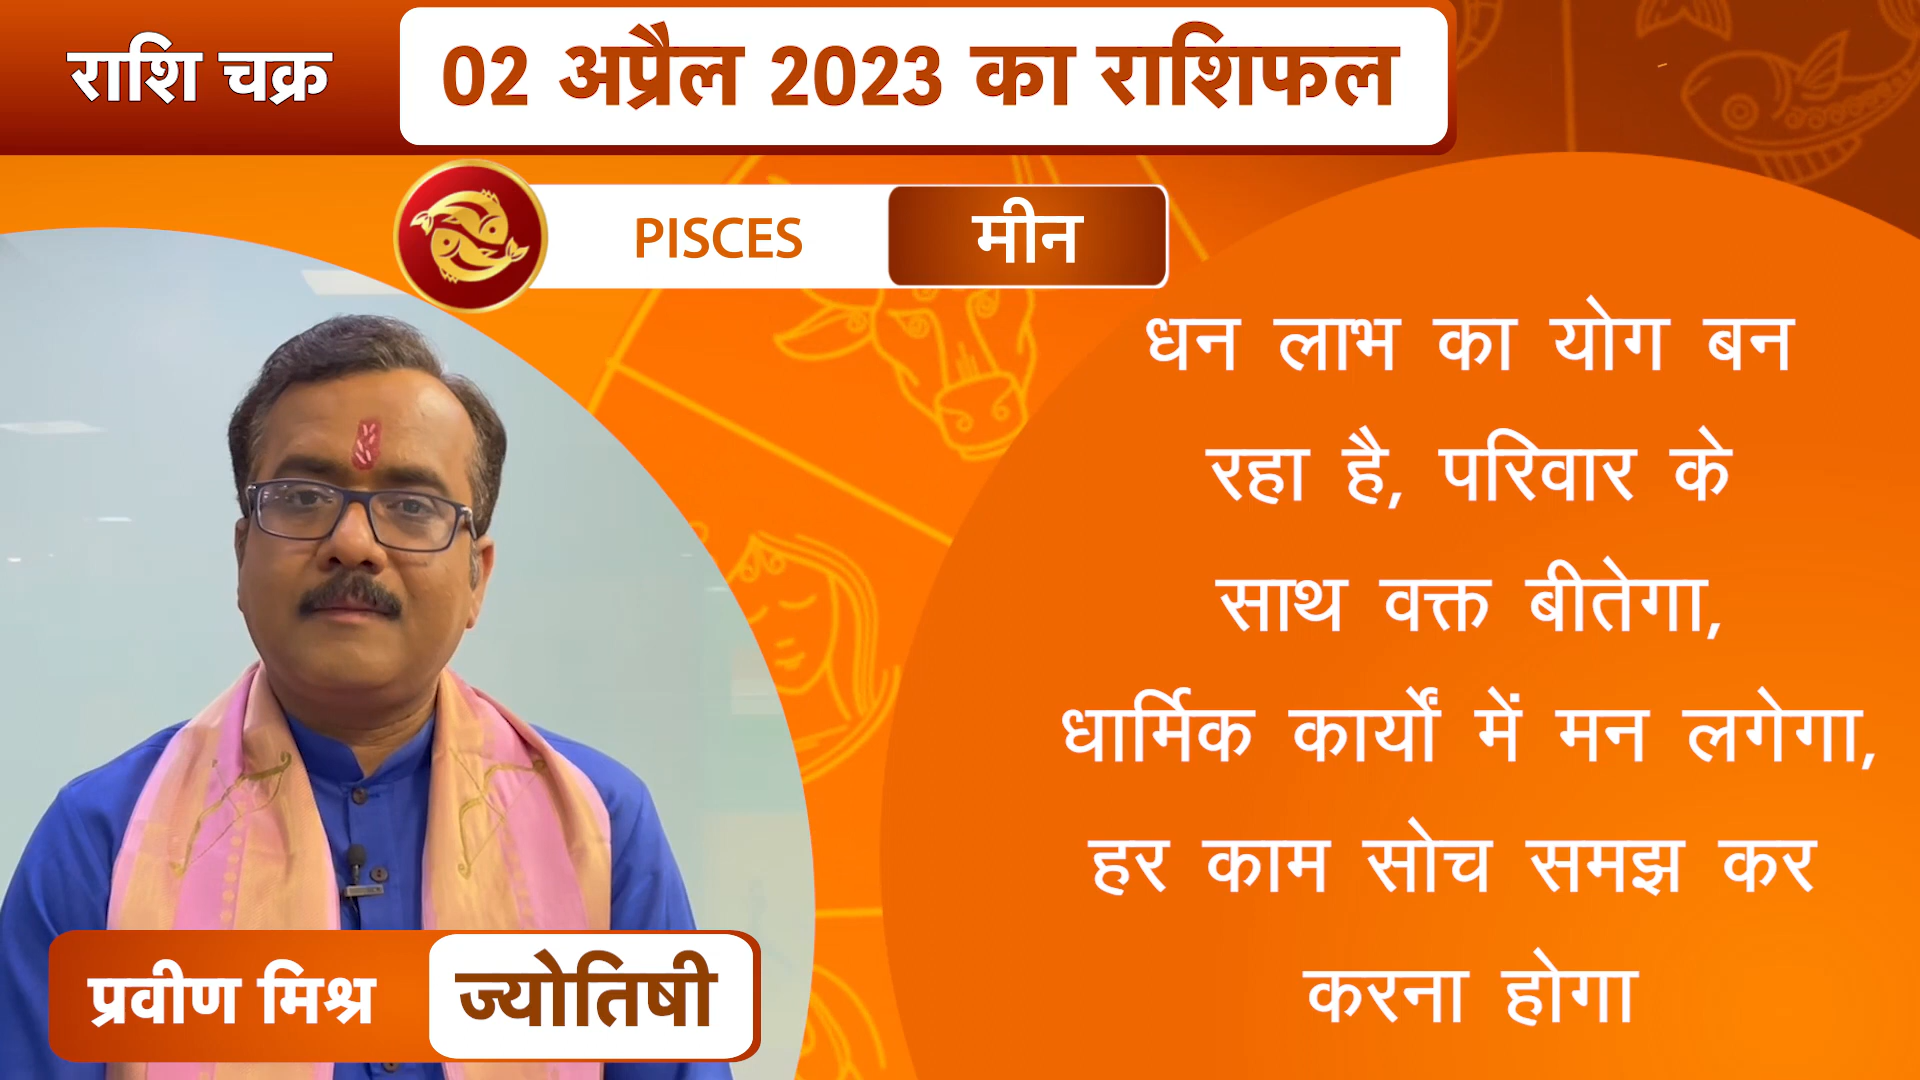 राशि चक्र
02 अप्रैल 2023 का राशिफल
PISCES
मीन
धन लाभ का योग बन
रहा है, परिवार के
साथ वक्त बीतेगा,
धार्मिक कार्यों में मन लगेगा,
हर काम सोच समझ कर
करना होगा
प्रवीण मिश्र
ज्योतिषी